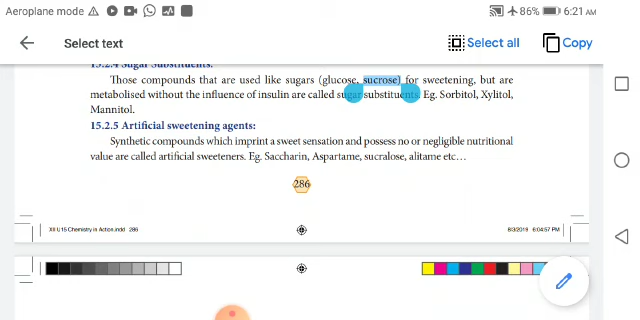 Aeroplane mode
86%
6:21 AM
Select text
Select all
Copy
15.2.4 Sugar Substituents:
Those compounds that are used like sugars (glucose, sucrose) for sweetening, but are
metabolised without the influence of insulin are called sugar substituents. Eg. Sorbitol, Xylitol,
Mannitol.
15.2.5 Artificial sweetening agents:
Synthetic compounds which imprint a sweet sensation and possess no or negligible nutritional
value are called artificial sweeteners. Eg. Saccharin, Aspartame, sucralose, alitame etc…
286
XII U15 Chemistry in Action.indd 286
8/3/2019 6:04:57 PM